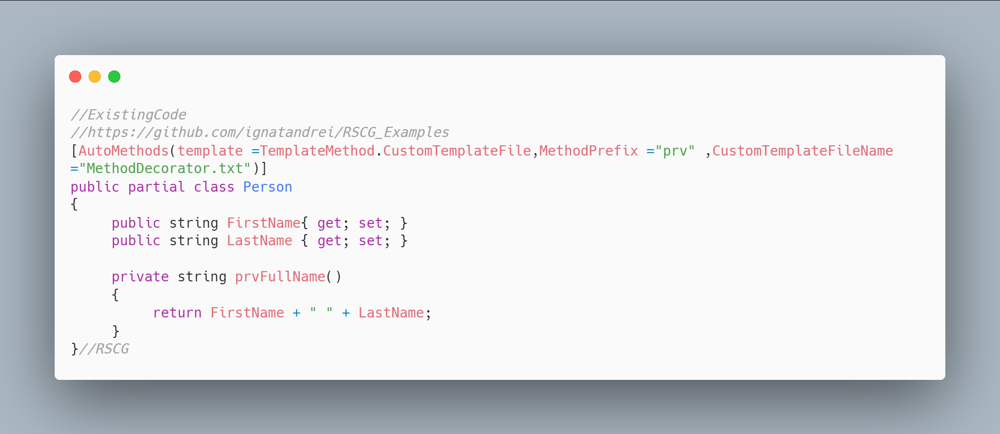 //ExistingCode
//https://github.com/ignatandrei/RSCG_Examples
[AutoMethods(template =TemplateMethod.CustomTemplateFile,MethodPrefix ="prv" ,CustomTemplateFileName
="MethodDecorator.txt")]
public partial class Person
{
     public string FirstName{ get; set; }
     public string LastName { get; set; }

     private string prvFullName()
     {
          return FirstName + " " + LastName;
     }
}//RSCG